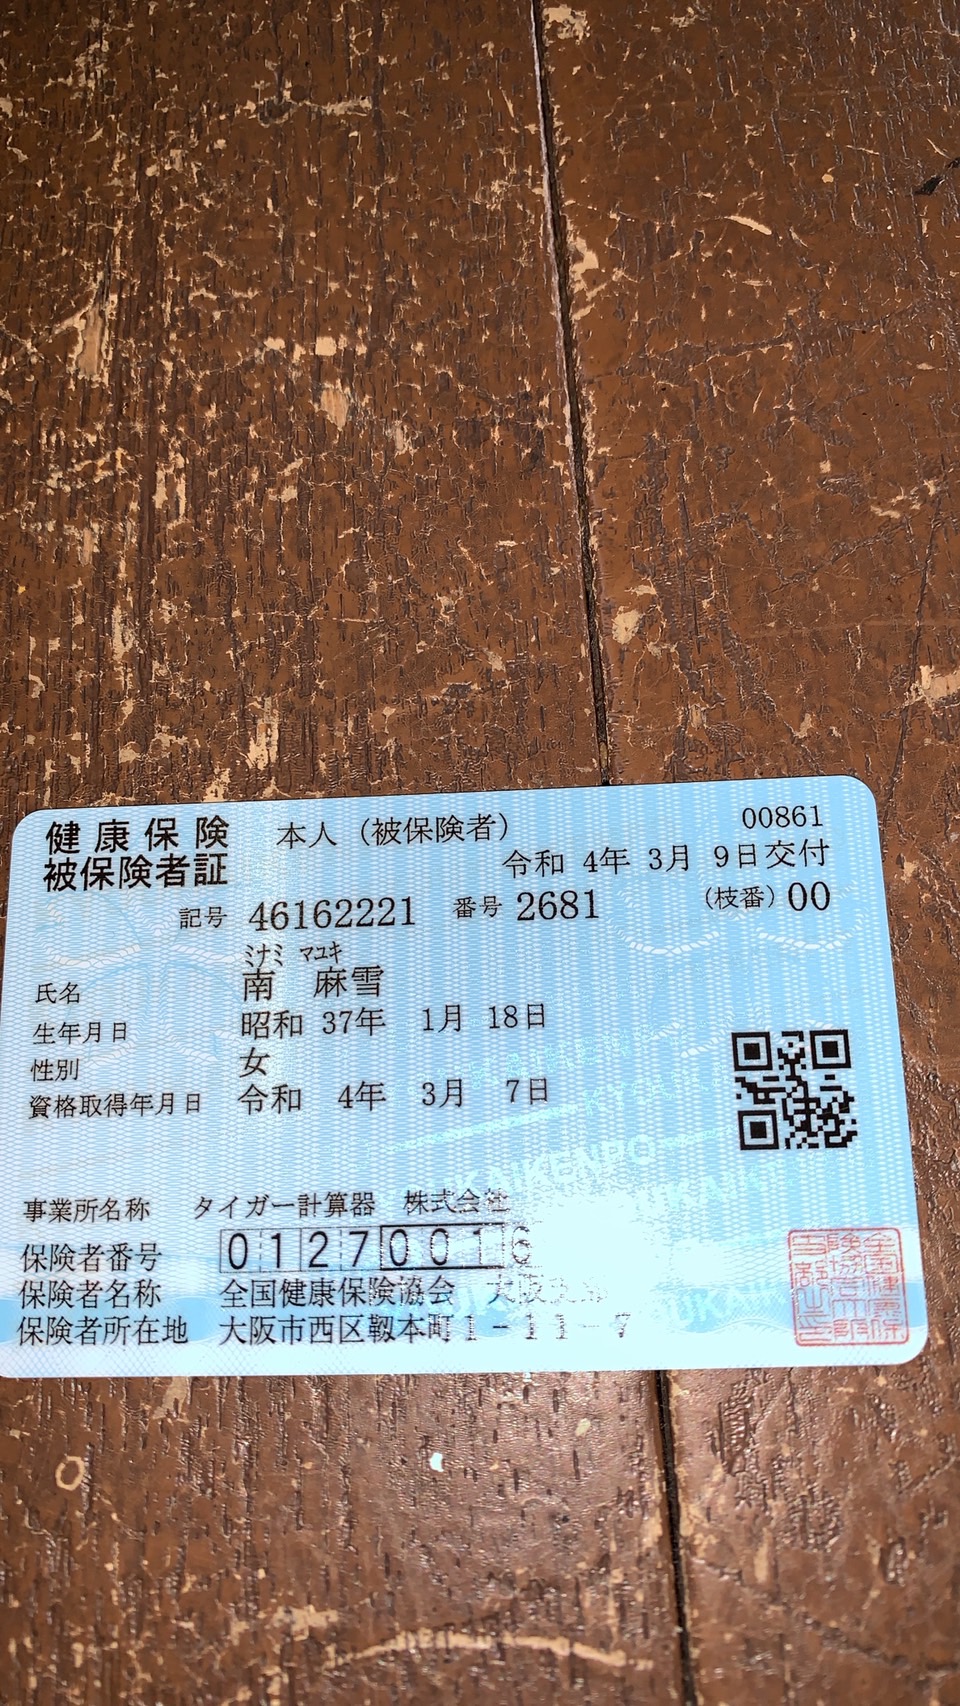 健康保険 本人（被保険者） 00861
被保険者証 令和 4年 3月 9日交付
記号 46162221 番号 2681 （枝番）00
ミナミ マユキ
氏名 南 麻雪
生年月日 昭和 37年 1月 18日
性別 女
資格取得年月日 令和 4年 3月 7日
事業所名称 タイガー計算器 株式会社
保険者番号 01270016
保険者名称 全国健康保険協会 大阪支部
保険者所在地 大阪市西区靱本町1-11-7